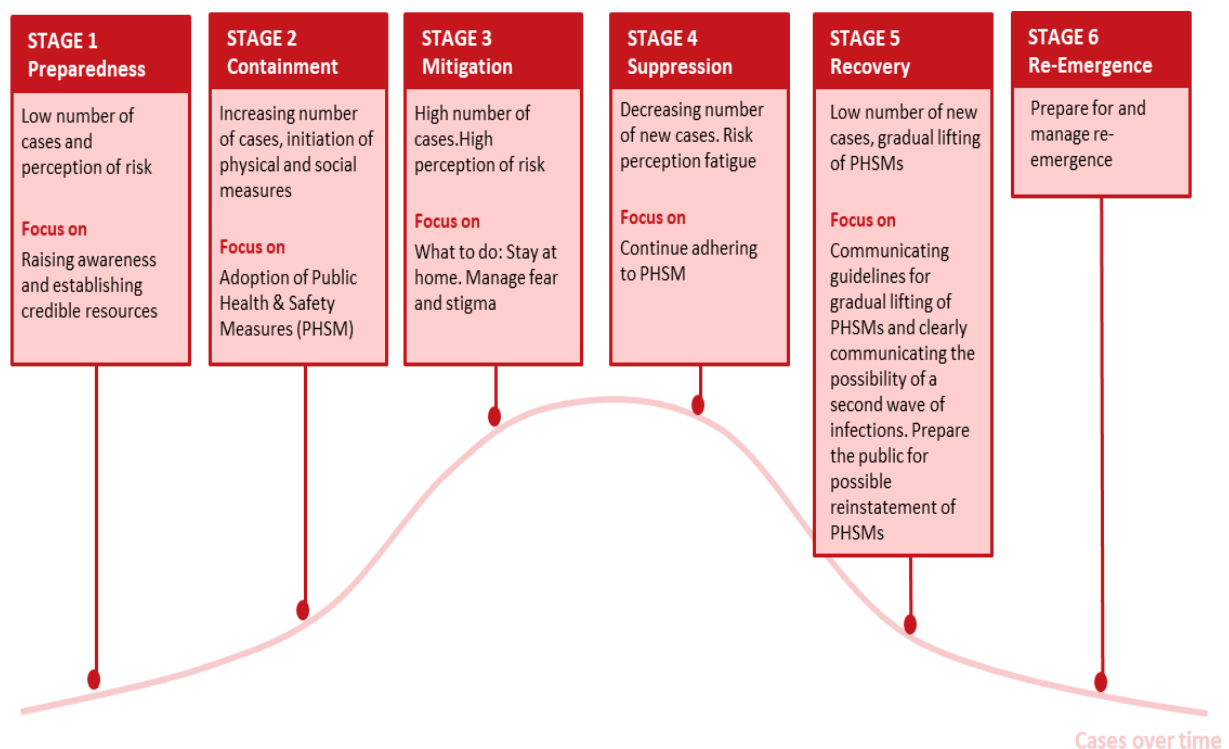 STAGE 1
Preparedness
Low number of
cases and
perception of risk
Focus on
Raising awareness
and establishing
credible resources
STAGE 2
Containment
Increasing number
of cases, initiation of
physical and social
measures
Focus on
Adoption of Public
Health & Safety
Measures (PHSM)
STAGE 3
Mitigation
High number of
cases.High
perception of risk
Focus on
What to do: Stay at
home. Manage fear
and stigma
STAGE 4
Suppression
Decreasing number
of new cases. Risk
perception fatigue
Focus on
Continue adhering
to PHSM
STAGE 5
Recovery
Low number of new
cases, gradual lifting
of PHSMs
Focus on
Communicating
guidelines for
gradual lifting of
PHSMs and clearly
communicating the
possibility of a
second wave of
infections. Prepare
the public for
possible
reinstatement of
PHSMs
STAGE 6
Re-Emergence
Prepare for and
manage re-
emergence
Cases over time